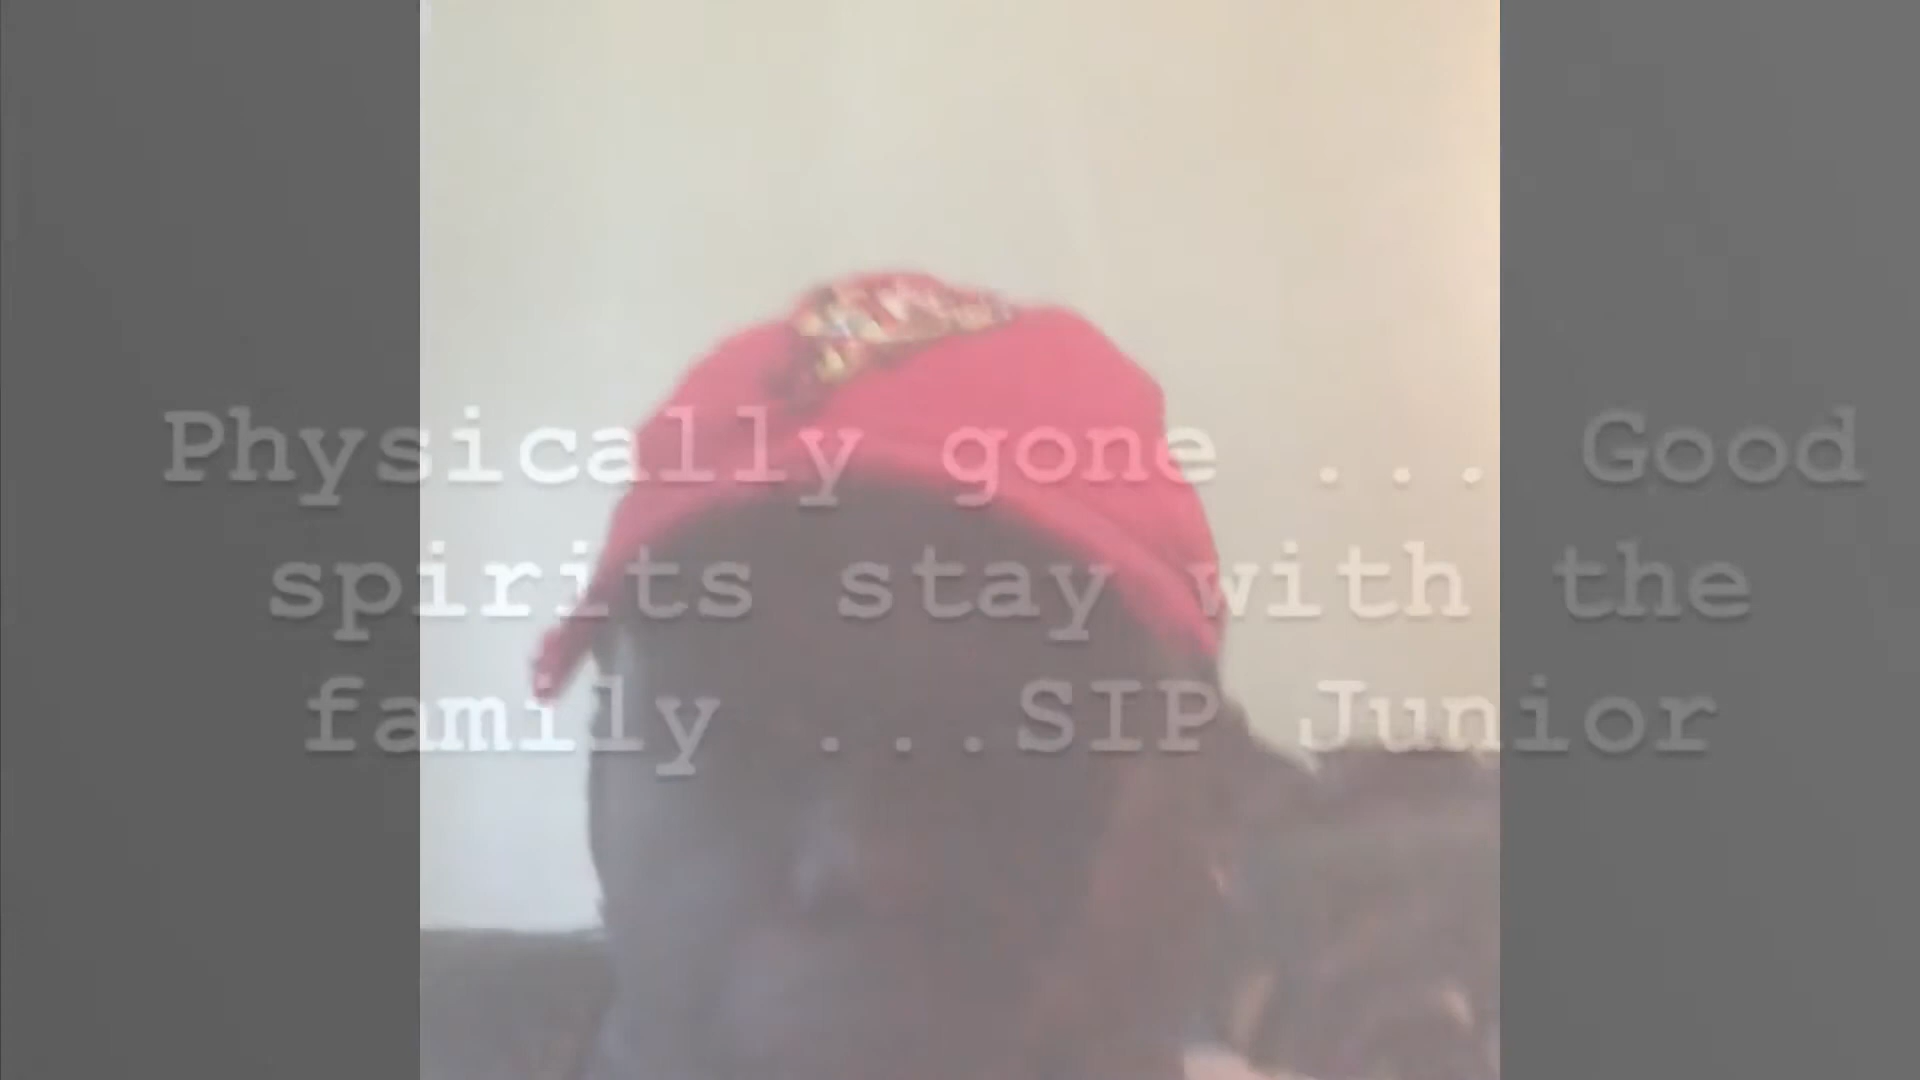 Physically gone ... Good
spirits stay with the
family ...SIP Junior